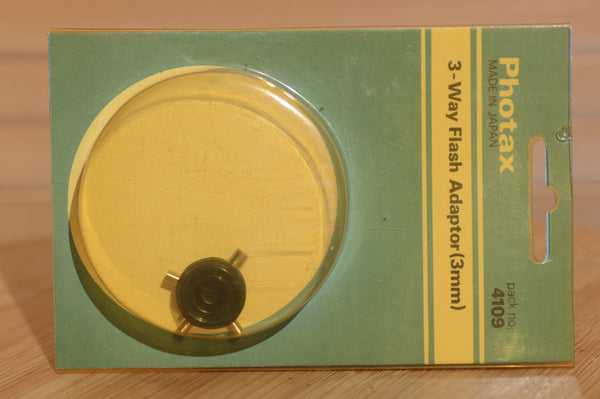 Photax
MADE IN JAPAN
pack no.
4109
3-Way Flash Adaptor(3mm)